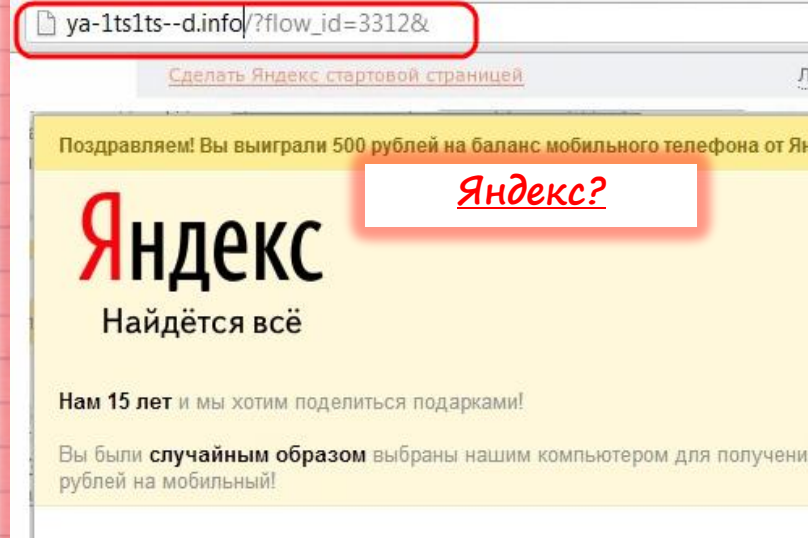 ya-1ts1ts--d.info/?flow_id=3312&
Сделать Яндекс стартовой страницей
Поздравляем! Вы выиграли 500 рублей на баланс мобильного телефона от Ян
Яндекс?
Яндекс
Найдётся всё
Нам 15 лет и мы хотим поделиться подарками!
Вы были случайным образом выбраны нашим компьютером для получени
рублей на мобильный!